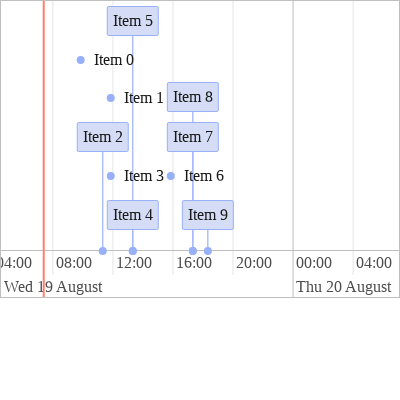 Item 5
Item 0
Item 1 Item 8
Item 2 Item 7
Item 3 Item 6
Item 4 Item 9
04:00 08:00 12:00 16:00 20:00 00:00 04:00
Wed 19 August Thu 20 August